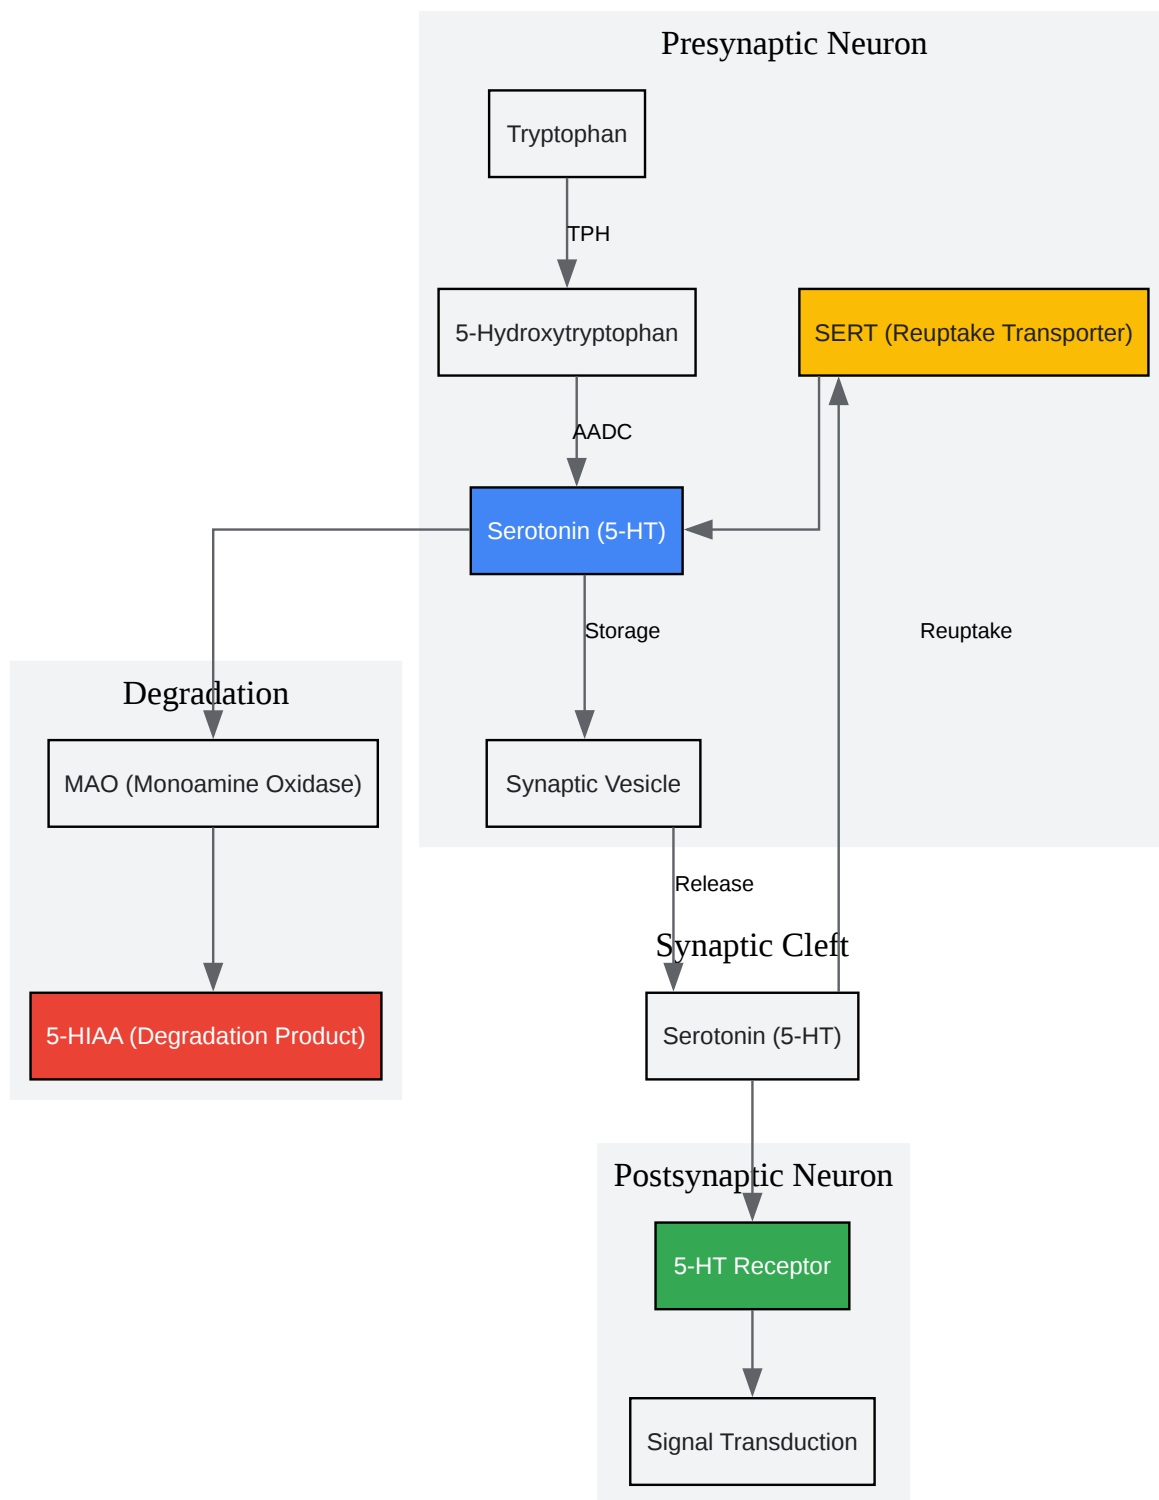 Presynaptic Neuron
Tryptophan
TPH
5-Hydroxytryptophan
SERT (Reuptake Transporter)
AADC
Serotonin (5-HT)
Storage
Reuptake
Degradation
MAO (Monoamine Oxidase)
Synaptic Vesicle
Release
Synaptic Cleft
5-HIAA (Degradation Product)
Serotonin (5-HT)
Postsynaptic Neuron
5-HT Receptor
Signal Transduction